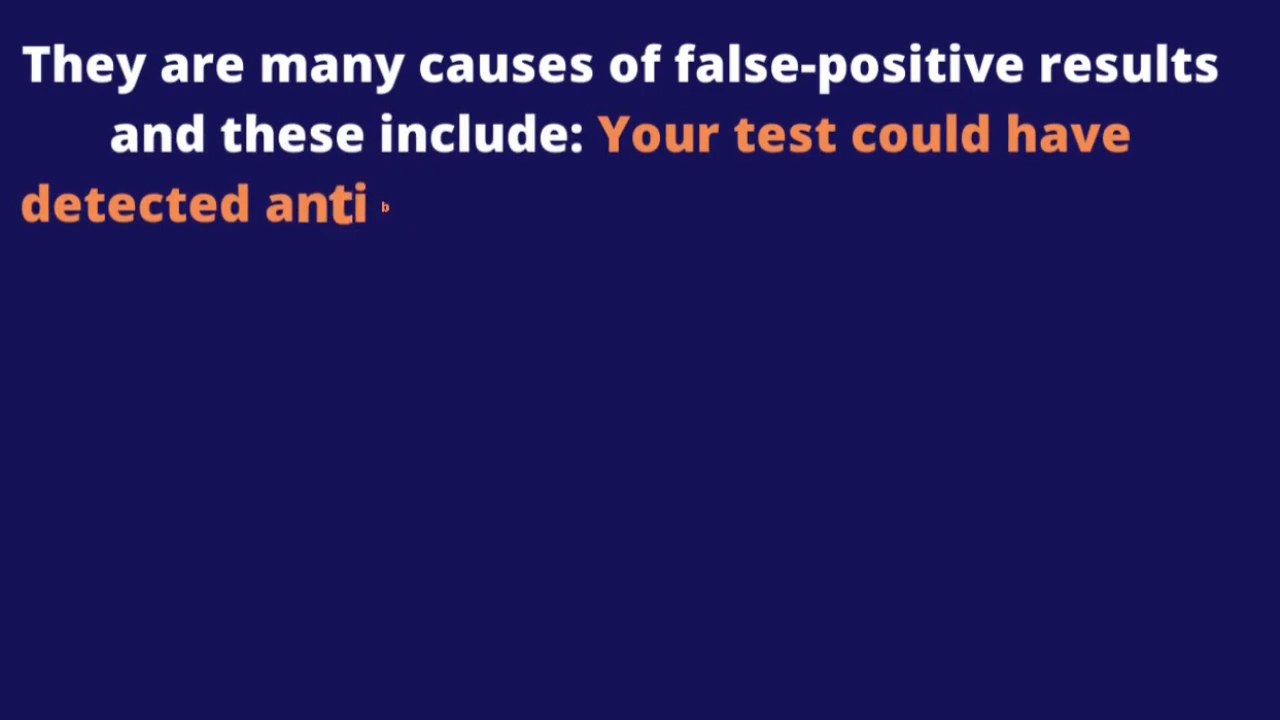 They are many causes of false-positive results
and these include: Your test could have
detected anti b